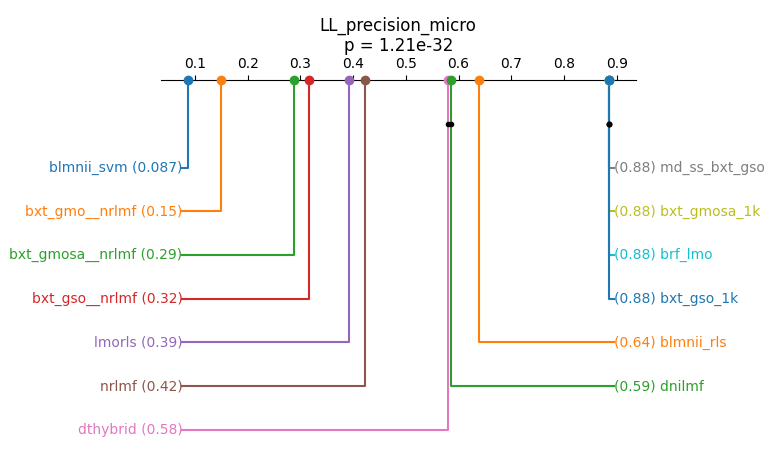 LL_precision_micro
p = 1.21e-32
0.1 0.2 0.3 0.4 0.5 0.6 0.7 0.8 0.9
blmnii_svm (0.087)
(0.88) md_ss_bxt_gso
bxt_gmo__nrlmf (0.15)
(0.88) bxt_gmosa_1k
bxt_gmosa__nrlmf (0.29)
(0.88) brf_lmo
bxt_gso__nrlmf (0.32)
(0.88) bxt_gso_1k
lmorls (0.39)
(0.64) blmnii_rls
nrlmf (0.42)
(0.59) dnilmf
dthybrid (0.58)